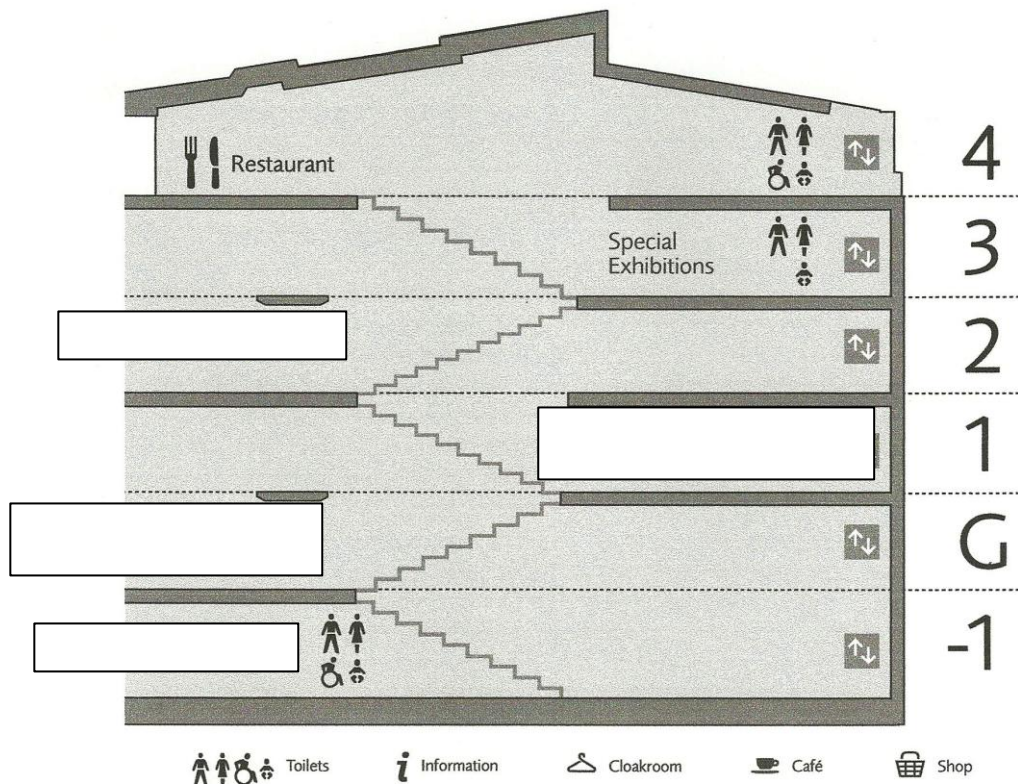 Restaurant
4
Special
Exhibitions
3
2
1
G
-1
Toilets
Information
Cloakroom
Café
Shop